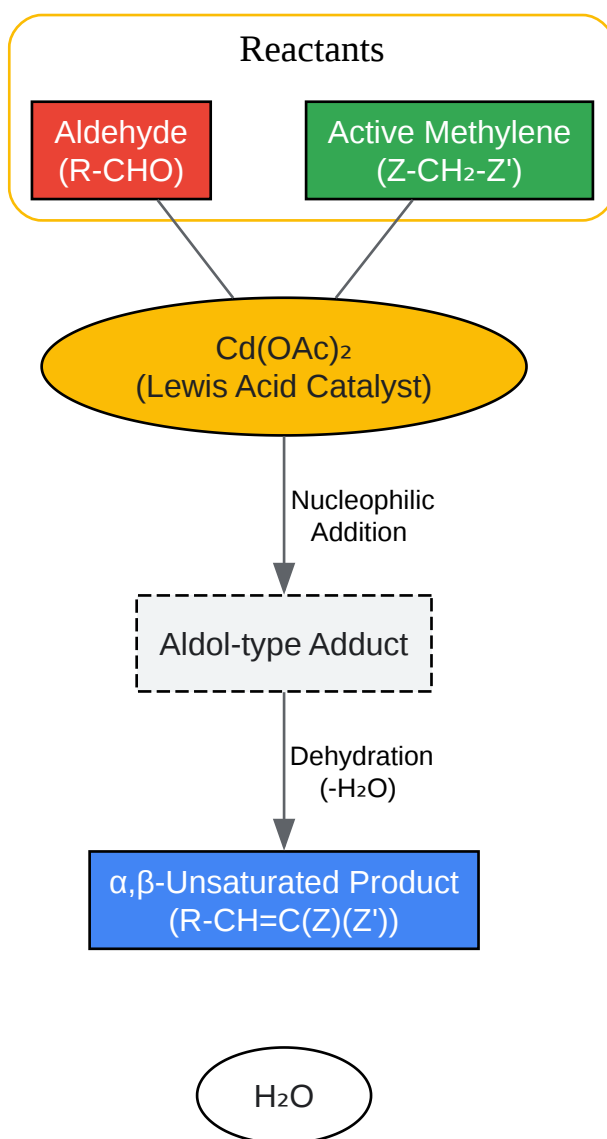 Reactants
Aldehyde
(R-CHO)
Active Methylene
(Z-CH₂-Z')
Cd(OAc)₂
(Lewis Acid Catalyst)
Nucleophilic
Addition
Aldol-type Adduct
Dehydration
(-H₂O)
α,β-Unsaturated Product
(R-CH=C(Z)(Z'))
H₂O